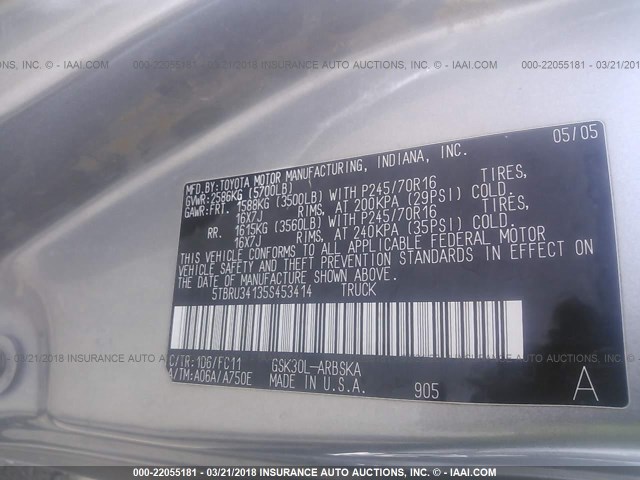 INSURANCE AUTO AUCTIONS, INC. - IAAI.COM 000-22055181 - 03/21/2018 INSURANCE AUTO AUCTIONS, INC. - IAAI.COM 000-22055181 - 03/21/2018
05/05
MFD.BY:TOYOTA MOTOR MANUFACTURING, INDIANA, INC.
GVWR:2586KG (5700LB)
GAWR:FRT. 1588KG (3500LB) WITH P245/70R16 TIRES,
16X7J RIMS, AT 200KPA (29PSI) COLD.
RR. 1615KG (3560LB) WITH P245/70R16 TIRES,
16X7J RIMS, AT 240KPA (35PSI) COLD.
THIS VEHICLE CONFORMS TO ALL APPLICABLE FEDERAL MOTOR
VEHICLE SAFETY AND THEFT PREVENTION STANDARDS IN EFFECT ON
THE DATE OF MANUFACTURE SHOWN ABOVE.
5TBRU34135S453414 TRUCK
C/TR:1D6/FC11 GSK30L-ARBSKA
A/TM:A06A/A750E MADE IN U.S.A. 905 A
000-22055181 - 03/21/2018 INSURANCE AUTO AUCTIONS, INC. - IAAI.COM